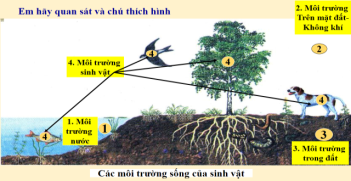 Em hãy quan sát và chú thích hình
2. Môi trường
Trên mặt đất-
Không khí
2
4. Môi trường
sinh vật
4
4
4
1. Môi
trường
nước
1
4
3
3. Môi trường
trong đất
Các môi trường sống của sinh vật